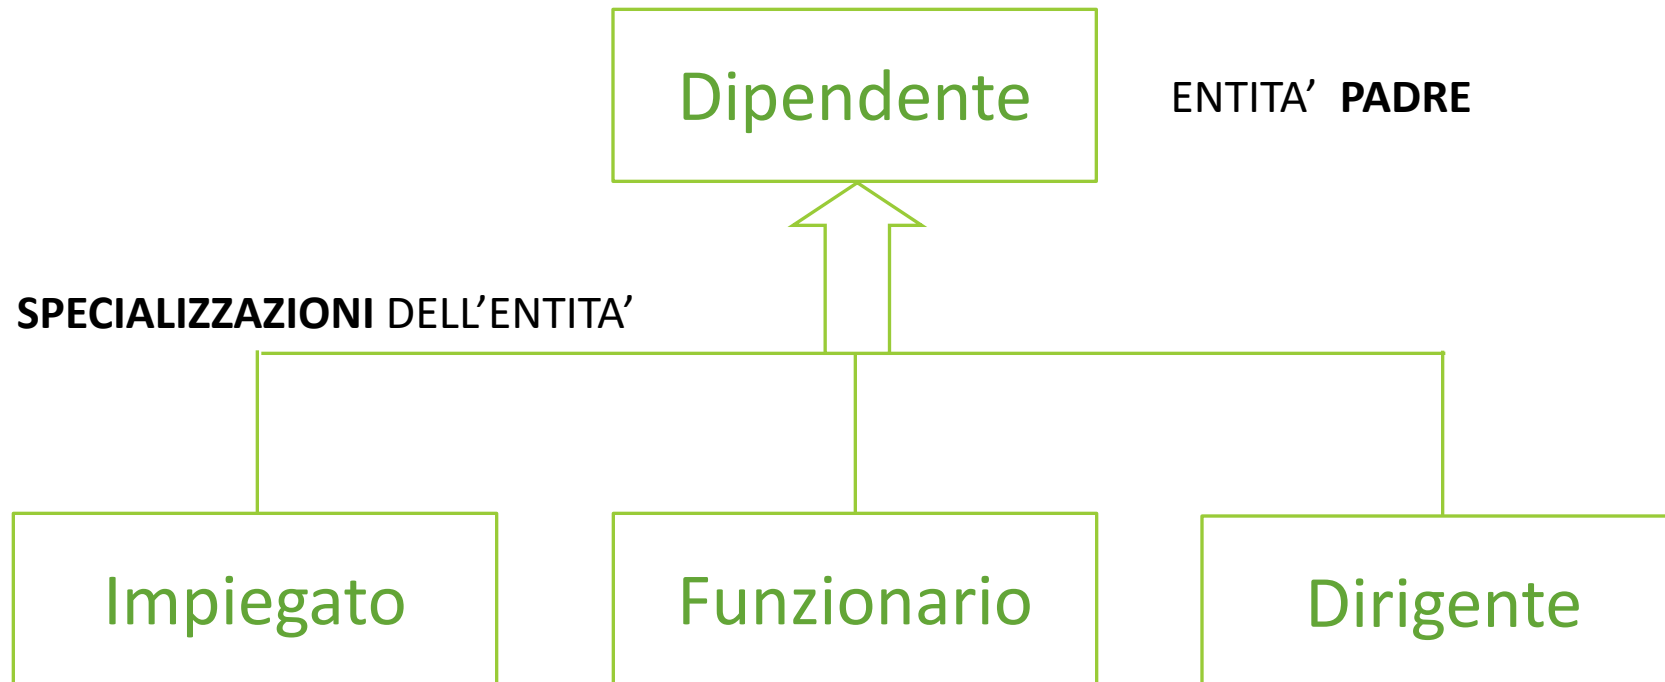 Dipendente
ENTITA’ PADRE
SPECIALIZZAZIONI DELL’ENTITA’
Impiegato
Funzionario
Dirigente